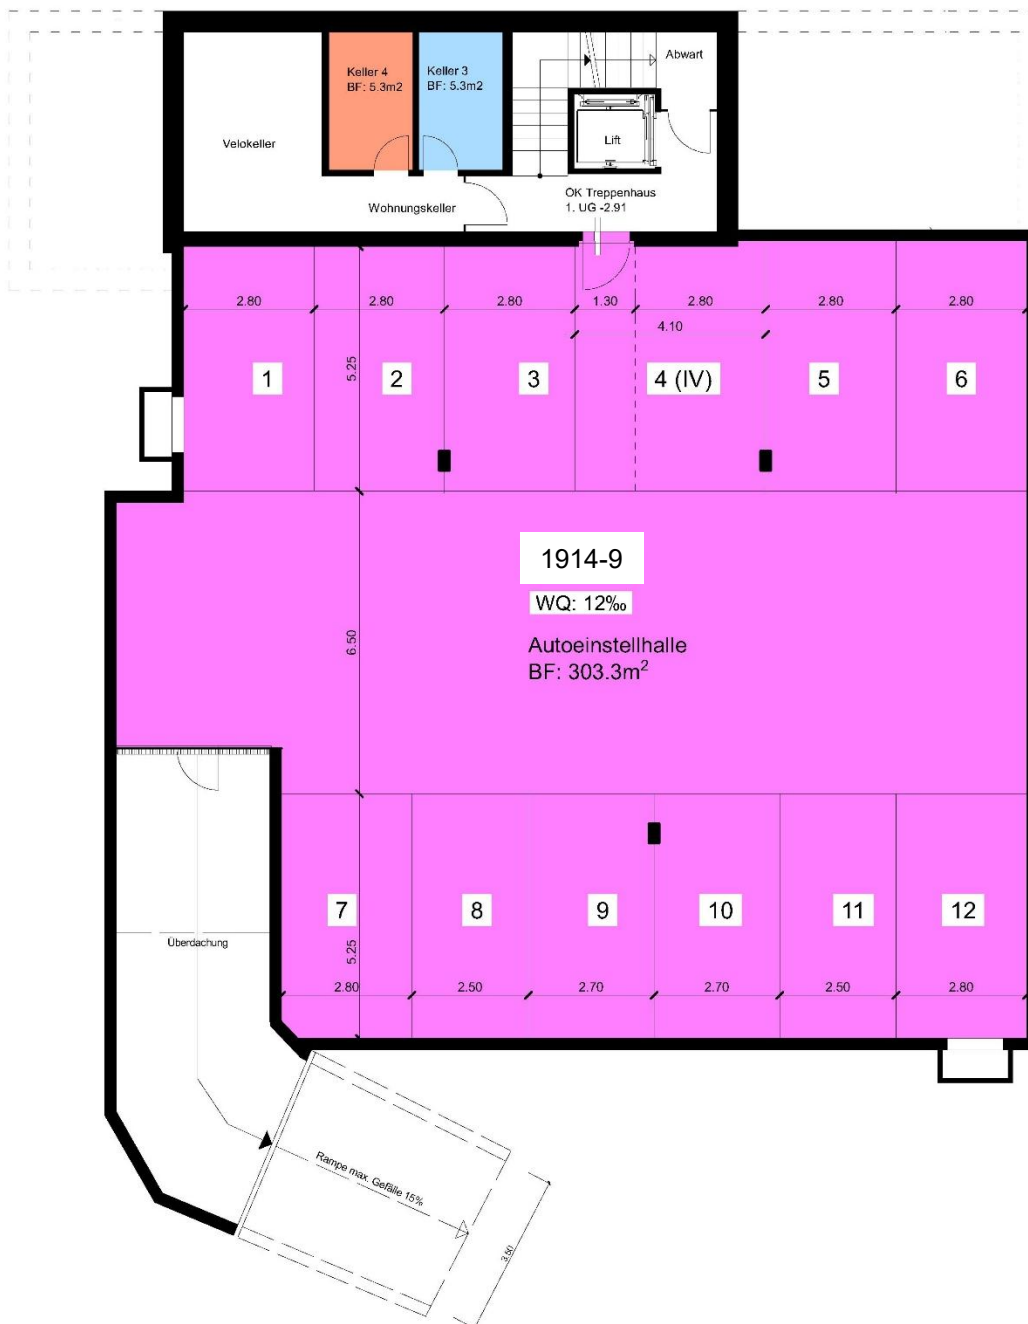 Abwart
Keller 4
BF: 5.3m2
Keller 3
BF: 5.3m2
Lift
Velokeller
OK Treppenhaus
1. UG -2.91
Wohnungskeller
2.80
2.80
2.80
1.30
2.80
2.80
2.80
4.10
5.25
1
2
3
4 (IV)
5
6
1914-9
WQ: 12‰
6.50
Autoeinstellhalle
BF: 303.3m²
7
8
9
10
11
12
Überdachung
5.25
2.80
2.50
2.70
2.70
2.50
2.80
Rampe max. Gefälle 15%
3.50